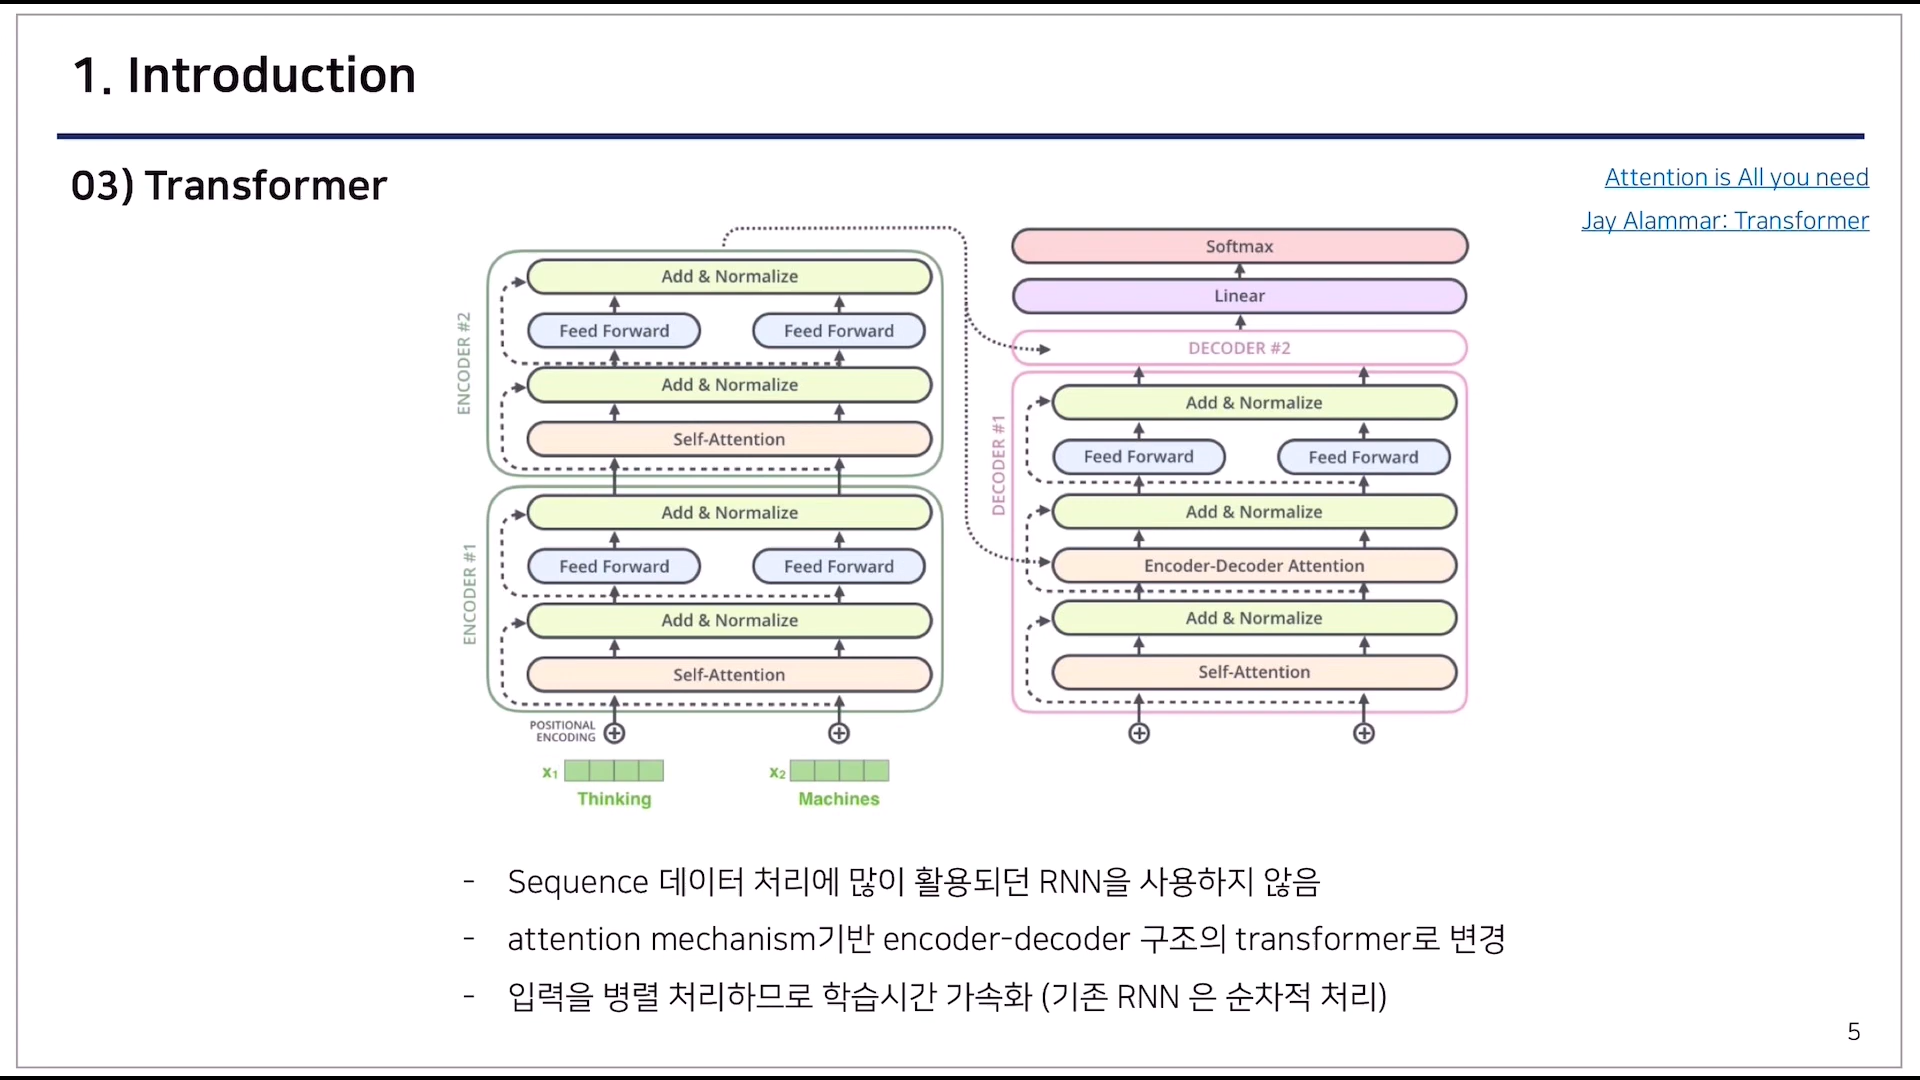 1. Introduction
03) Transformer
Attention is All you need
Jay Alammar: Transformer
ENCODER #2
Add & Normalize
Feed Forward Feed Forward
Add & Normalize
Self-Attention
ENCODER #1
Add & Normalize
Feed Forward Feed Forward
Add & Normalize
Self-Attention
POSITIONAL
ENCODING
x₁ x₂
Thinking Machines
Softmax
Linear
DECODER #2
DECODER #1
Add & Normalize
Feed Forward Feed Forward
Add & Normalize
Encoder-Decoder Attention
Add & Normalize
Self-Attention
- Sequence 데이터 처리에 많이 활용되던 RNN을 사용하지 않음
- attention mechanism기반 encoder-decoder 구조의 transformer로 변경
- 입력을 병렬 처리하므로 학습시간 가속화 (기존 RNN 은 순차적 처리)
5